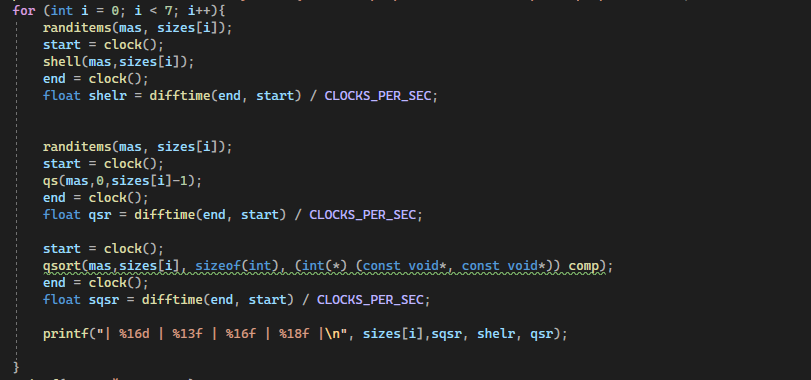 for (int i = 0; i < 7; i++){
randitems(mas, sizes[i]);
start = clock();
shell(mas,sizes[i]);
end = clock();
float shelr = difftime(end, start) / CLOCKS_PER_SEC;
randitems(mas, sizes[i]);
start = clock();
qs(mas,0,sizes[i]-1);
end = clock();
float qsr = difftime(end, start) / CLOCKS_PER_SEC;
start = clock();
qsort(mas,sizes[i], sizeof(int), (int(*) (const void*, const void*)) comp);
end = clock();
float sqsr = difftime(end, start) / CLOCKS_PER_SEC;
printf("| %16d | %13f | %16f | %18f |\n", sizes[i],sqsr, shelr, qsr);
}